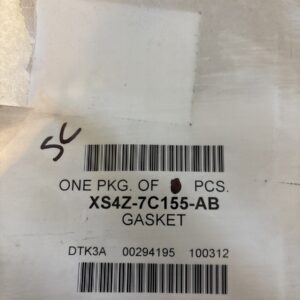 SC
ONE PKG. OF PCS.
XS4Z-7C155-AB
GASKET
DTK3A 00294195 100312